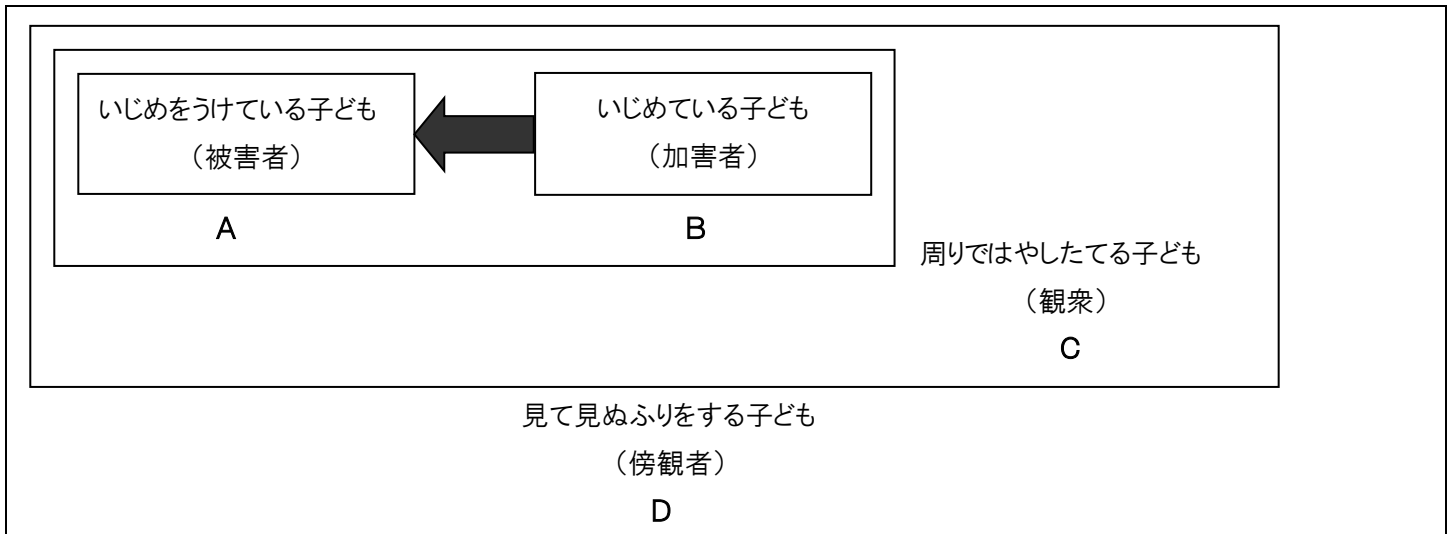 いじめをうけている子ども
（被害者）
A
いじめている子ども
（加害者）
B
周りではやしたてる子ども
（観衆）
C
見て見ぬふりをする子ども
（傍観者）
D